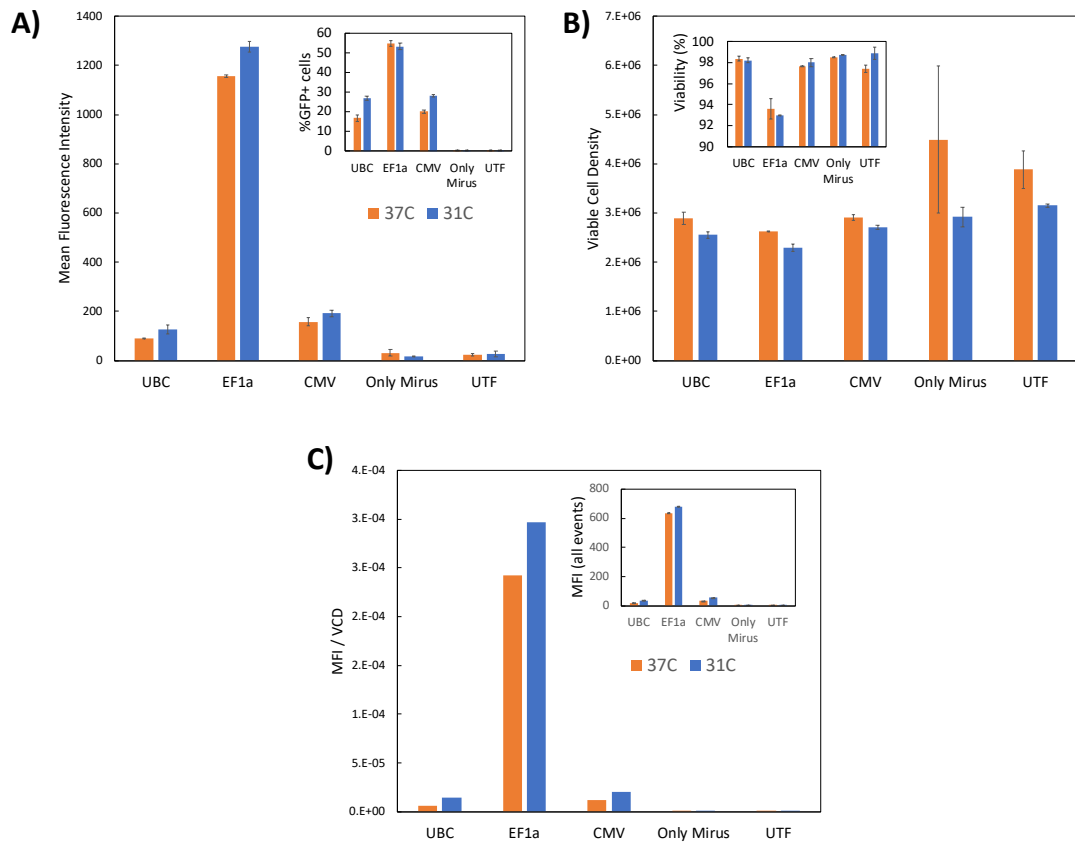 A)
Mean Fluorescence Intensity
1400
1200
1000
800
600
400
200
0
UBC EF1a CMV Only Mirus UTF
%GFP+ cells
60
50
40
30
20
10
0
UBC EF1a CMV Only UTF
Mirus
37C 31C
B)
Viable Cell Density
7.E+06
6.E+06
5.E+06
4.E+06
3.E+06
2.E+06
1.E+06
0.E+00
UBC EF1a CMV Only Mirus UTF
Viability (%)
100
98
96
94
92
90
UBC EF1a CMV Only UTF
Mirus
C)
MFI / VCD
4.E-04
3.E-04
3.E-04
2.E-04
2.E-04
1.E-04
5.E-05
0.E+00
UBC EF1a CMV Only Mirus UTF
MFI (all events)
800
600
400
200
0
UBC EF1a CMV Only UTF
Mirus
37C 31C